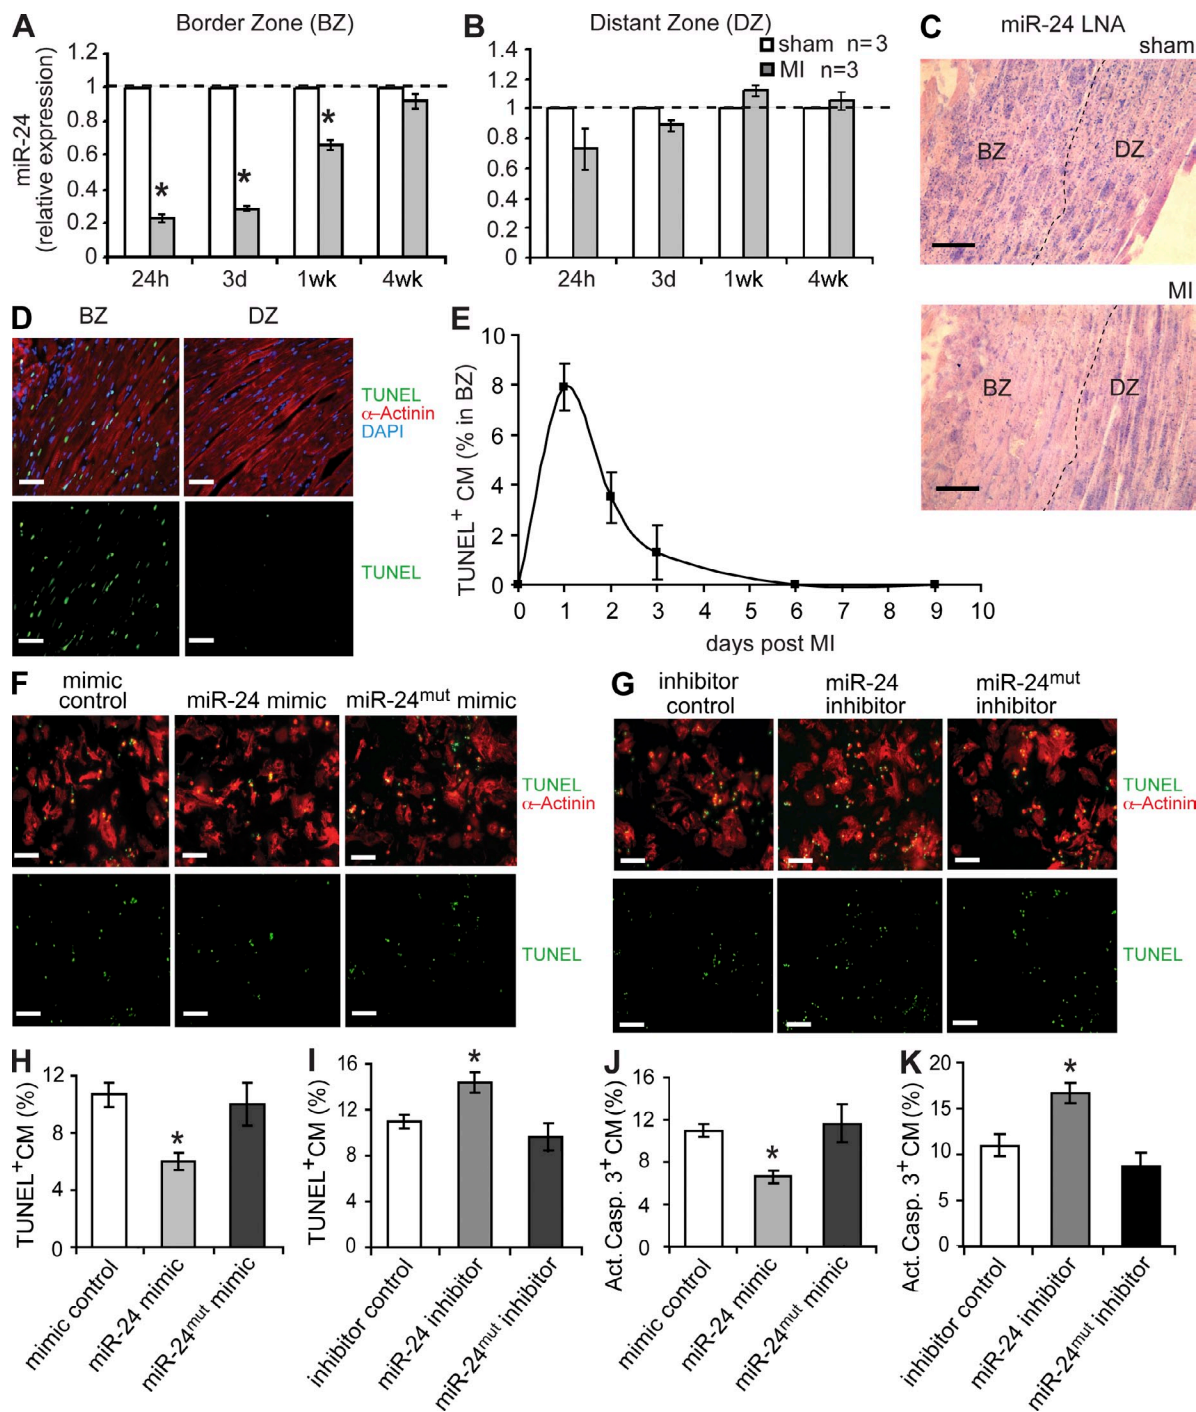 A Border Zone (BZ)
miR-24
(relative expression)
1.2
1
0.8
0.6
0.4
0.2
0
*
*
*
24h 3d 1wk 4wk
B Distant Zone (DZ)
sham n=3
MI n=3
1.4
1.2
1
0.8
0.6
0.4
0.2
0
24h 3d 1wk 4wk
C miR-24 LNA
sham
BZ DZ
MI
BZ DZ
D BZ DZ
TUNEL
α–Actinin
DAPI
TUNEL
E
TUNEL⁺ CM (% in BZ)
10
8
6
4
2
0
0 1 2 3 4 5 6 7 8 9 10
days post MI
F mimic
control
miR-24 mimic
miR-24ᵐᵘᵗ mimic
TUNEL
α–Actinin
TUNEL
G inhibitor
control
miR-24
inhibitor
miR-24ᵐᵘᵗ
inhibitor
TUNEL
α–Actinin
TUNEL
H
TUNEL⁺CM (%)
12
8
4
0
*
mimic control
miR-24 mimic
miR-24ᵐᵘᵗ mimic
I
TUNEL⁺CM (%)
16
12
8
4
0
*
inhibitor control
miR-24 inhibitor
miR-24ᵐᵘᵗ inhibitor
J
Act.Casp. 3⁺ CM (%)
16
12
8
4
0
*
mimic control
miR-24 mimic
miR-24ᵐᵘᵗ mimic
K
Act.Casp. 3⁺ CM (%)
20
15
10
5
0
*
inhibitor control
miR-24 inhibitor
miR-24ᵐᵘᵗ inhibitor